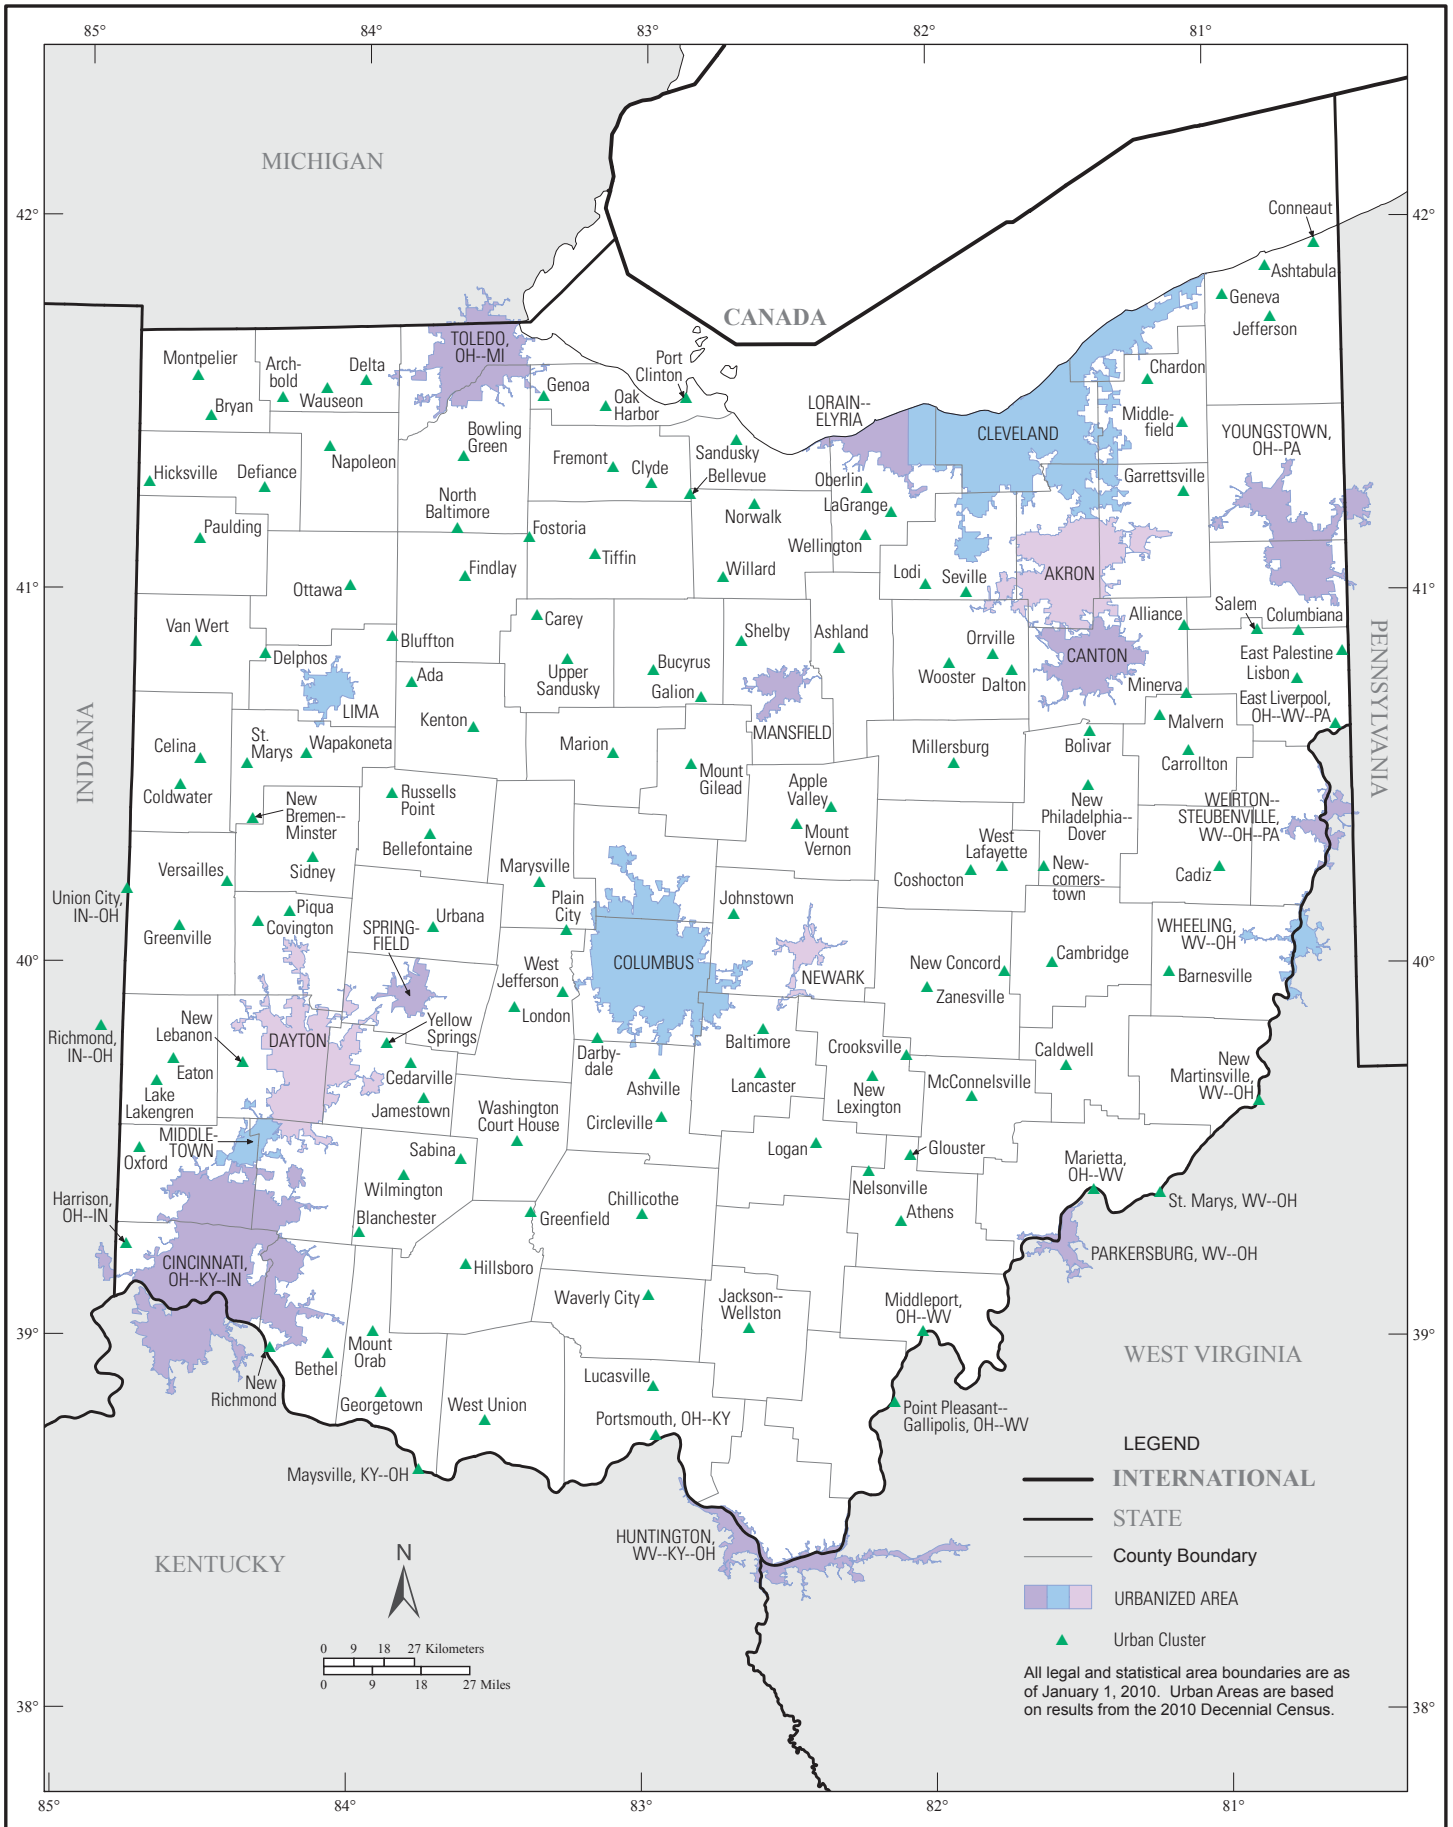 85°
84°
83°
82°
81°
MICHIGAN
42°
42°
Conneaut
Ashtabula
Geneva
Jefferson
CANADA
TOLEDO,
OH--MI
Montpelier
Arch-
bold
Delta
Wauseon
Bryan
Port
Clinton
Genoa
Oak
Harbor
Chardon
LORAIN--
ELYRIA
Middle-
field
CLEVELAND
YOUNGSTOWN,
OH--PA
Bowling
Green
Napoleon
Sandusky
Fremont
Clyde
Bellevue
Hicksville
Defiance
Oberlin
Garrettsville
LaGrange
North
Baltimore
Norwalk
Paulding
Fostoria
Wellington
Tiffin
Findlay
Willard
Lodi
Seville
AKRON
41°
41°
Ottawa
Carey
Alliance
Salem
Columbiana
Van Wert
Bluffton
Shelby
Ashland
Orrville
CANTON
East Palestine
Delphos
Upper
Sandusky
Bucyrus
Wooster
Dalton
Lisbon
Ada
Galion
Minerva
East Liverpool,
OH--WV--PA
LIMA
Kenton
MANSFIELD
Malvern
PENNSYLVANIA
INDIANA
Celina
St.
Marys
Wapakoneta
Marion
Millersburg
Bolivar
Carrollton
Mount
Gilead
Coldwater
Apple
Valley
New
Bremen--
Minster
Russells
Point
New
Philadelphia--
Dover
WEIRTON--
STEUBENVILLE,
WV--OH--PA
Mount
Vernon
Bellefontaine
West
Lafayette
Versailles
Sidney
Marysville
Coshocton
New-
comers-
town
Cadiz
Union City,
IN--OH
Plain
City
Johnstown
Piqua
Covington
Urbana
Greenville
SPRING-
FIELD
WHEELING,
WV--OH
Cambridge
40°
40°
COLUMBUS
NEWARK
New Concord
Barnesville
West
Jefferson
Zanesville
London
New
Lebanon
Yellow
Springs
Richmond,
IN--OH
DAYTON
Baltimore
Crooksville
Caldwell
Darby-
dale
Eaton
Cedarville
Ashville
Lancaster
New
Lexington
McConnelsville
New
Martinsville,
WV--OH
Lake
Lakengren
Jamestown
Washington
Court House
Circleville
MIDDLE-
TOWN
Sabina
Logan
Glouster
Oxford
Marietta,
OH--WV
Wilmington
Nelsonville
Harrison,
OH--IN
Chillicothe
St. Marys, WV--OH
Blanchester
Greenfield
Athens
PARKERSBURG, WV--OH
CINCINNATI,
OH--KY--IN
Hillsboro
Waverly City
Jackson--
Wellston
Middleport,
OH--WV
39°
39°
Mount
Orab
WEST VIRGINIA
Bethel
New
Richmond
Lucasville
Georgetown
West Union
Portsmouth, OH--KY
Point Pleasant--
Gallipolis, OH--WV
Maysville, KY--OH
HUNTINGTON,
WV--KY--OH
KENTUCKY
N
0 9 18 27 Kilometers
0 9 18 27 Miles
LEGEND
INTERNATIONAL
STATE
County Boundary
URBANIZED AREA
Urban Cluster
All legal and statistical area boundaries are as
of January 1, 2010.  Urban Areas are based
on results from the 2010 Decennial Census.
38°
38°
85°
84°
83°
82°
81°